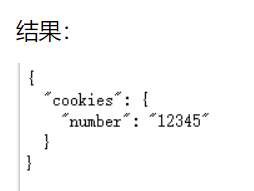 结果：
{
  "cookies": {
    "number": "12345"
  }
}